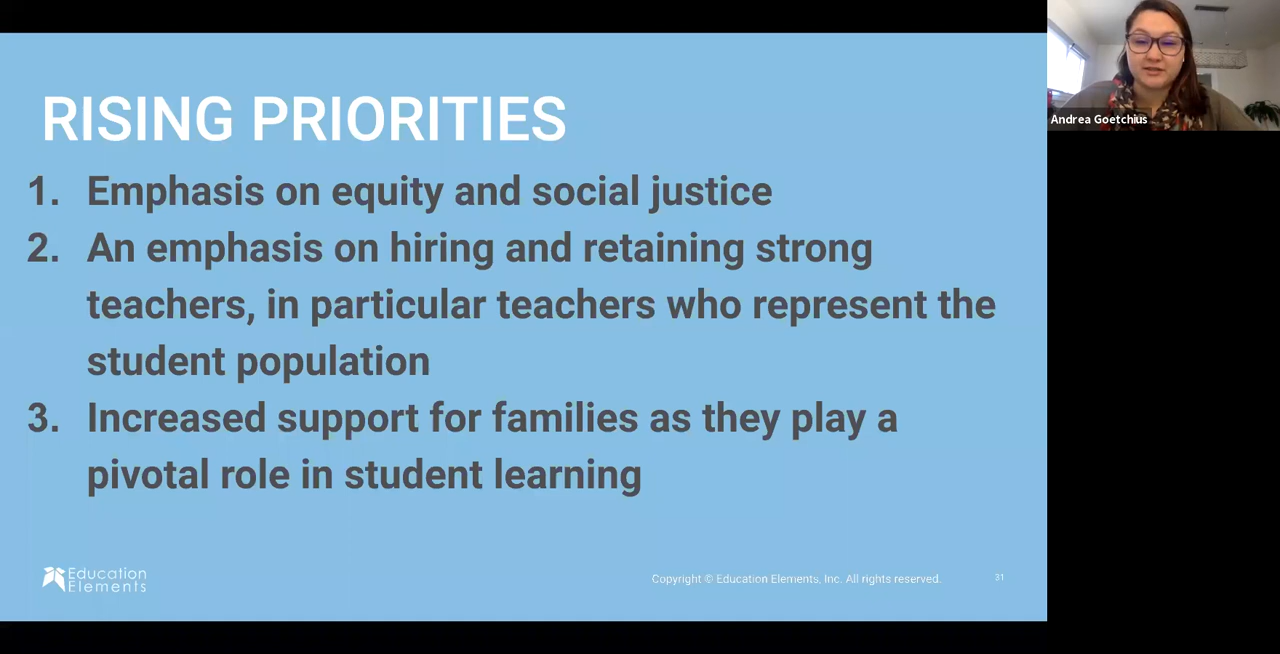 RISING PRIORITIES
1. Emphasis on equity and social justice
2. An emphasis on hiring and retaining strong
teachers, in particular teachers who represent the
student population
3. Increased support for families as they play a
pivotal role in student learning
Education
Elements
Copyright © Education Elements, Inc. All rights reserved.
31
Andrea Goetchius